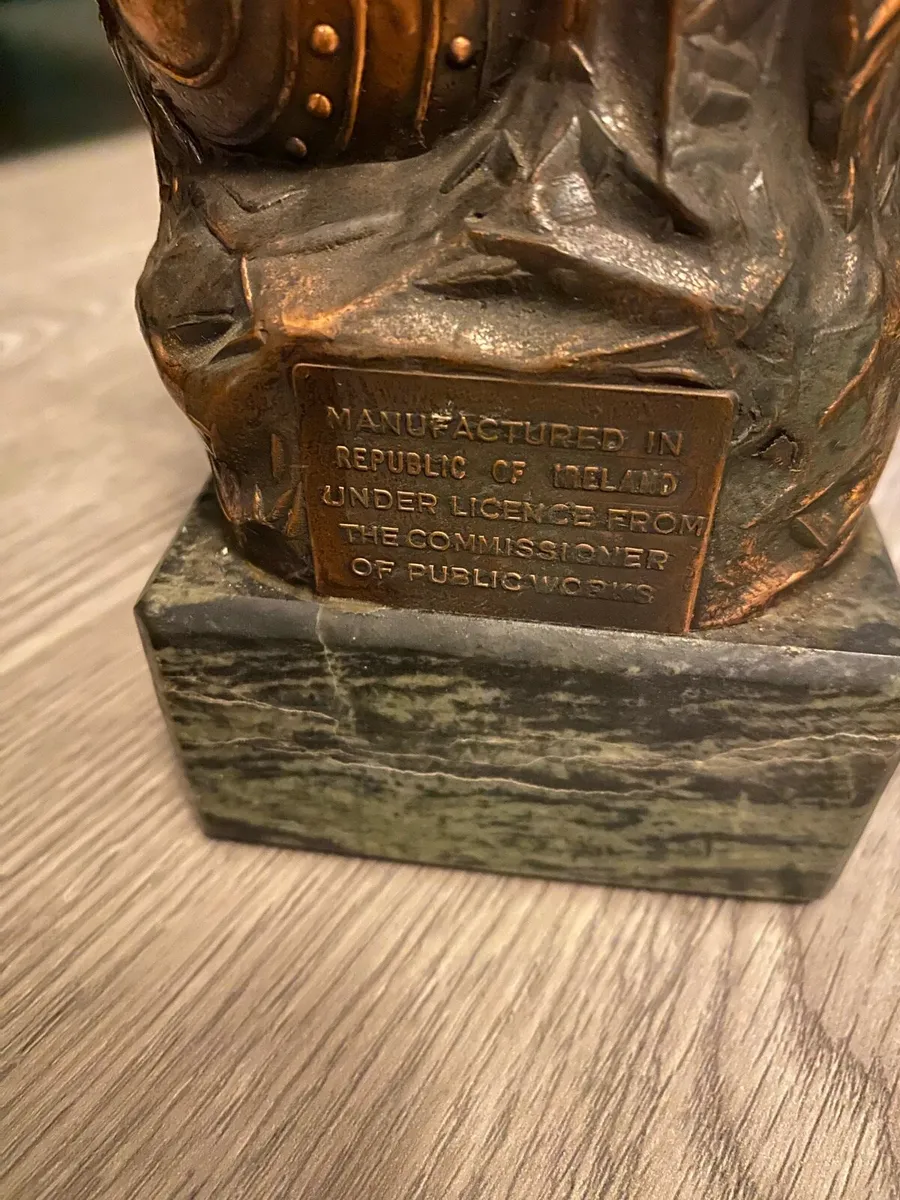 MANUFACTURED IN
REPUBLIC OF IRELAND
UNDER LICENCE FROM
THE COMMISSIONER
OF PUBLIC WORKS